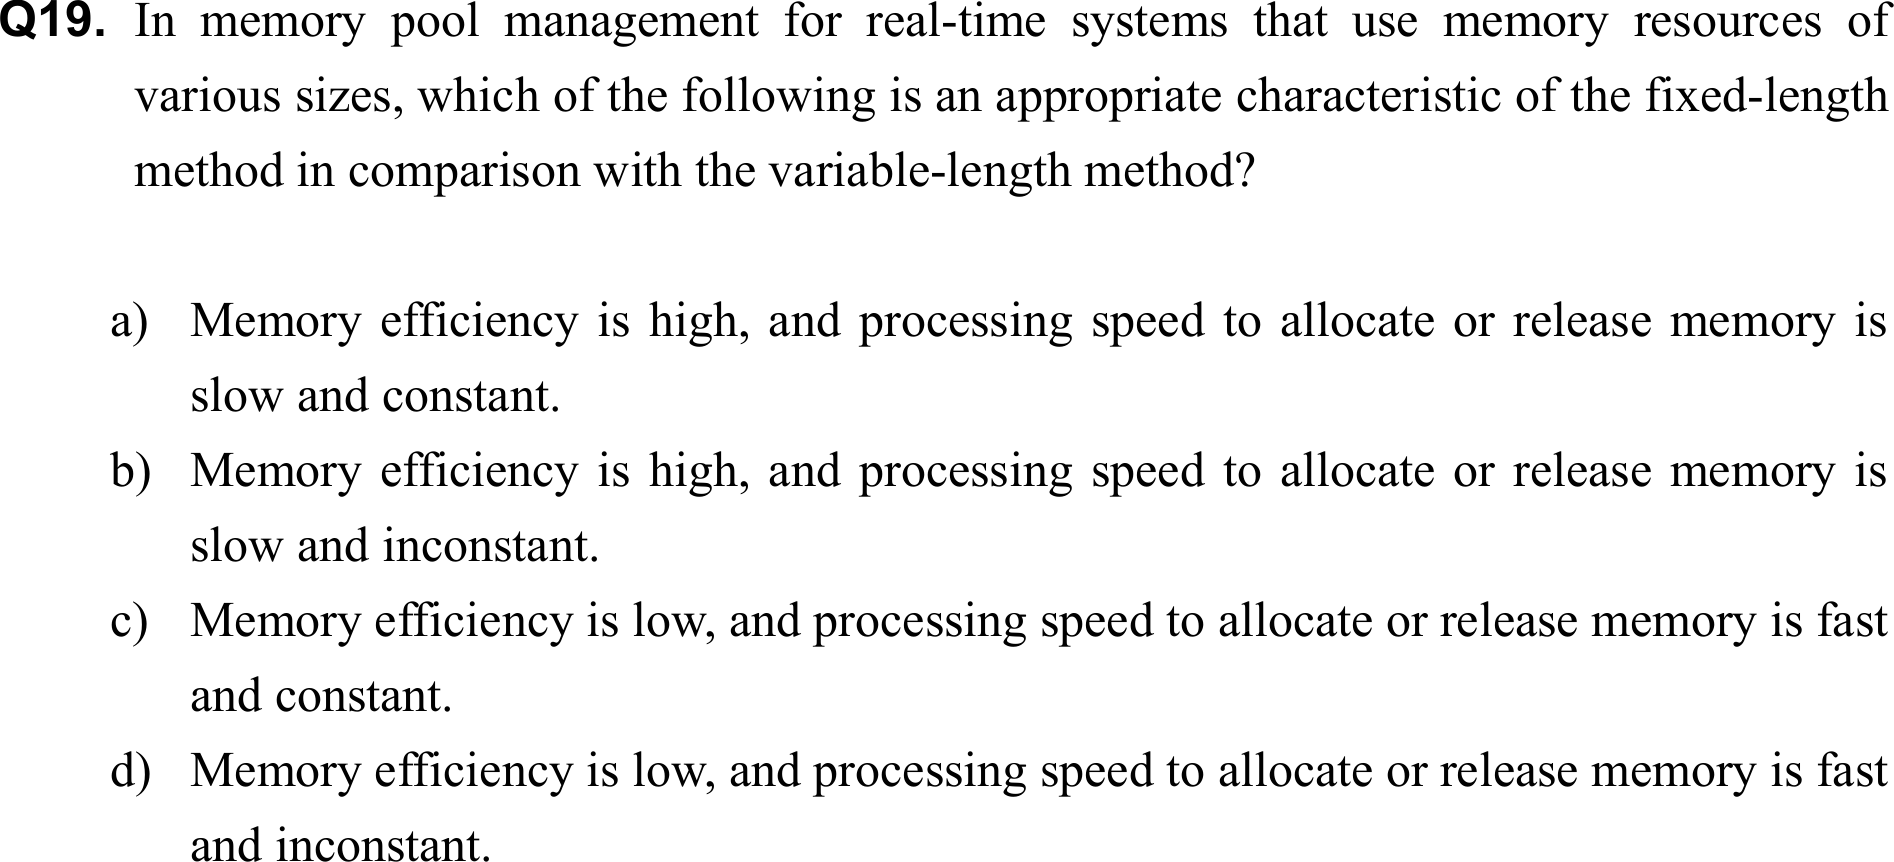 Q19. In memory pool management for real-time systems that use memory resources of
various sizes, which of the following is an appropriate characteristic of the fixed-length
method in comparison with the variable-length method?
a) Memory efficiency is high, and processing speed to allocate or release memory is
slow and constant.
b) Memory efficiency is high, and processing speed to allocate or release memory is
slow and inconstant.
c) Memory efficiency is low, and processing speed to allocate or release memory is fast
and constant.
d) Memory efficiency is low, and processing speed to allocate or release memory is fast
and inconstant.